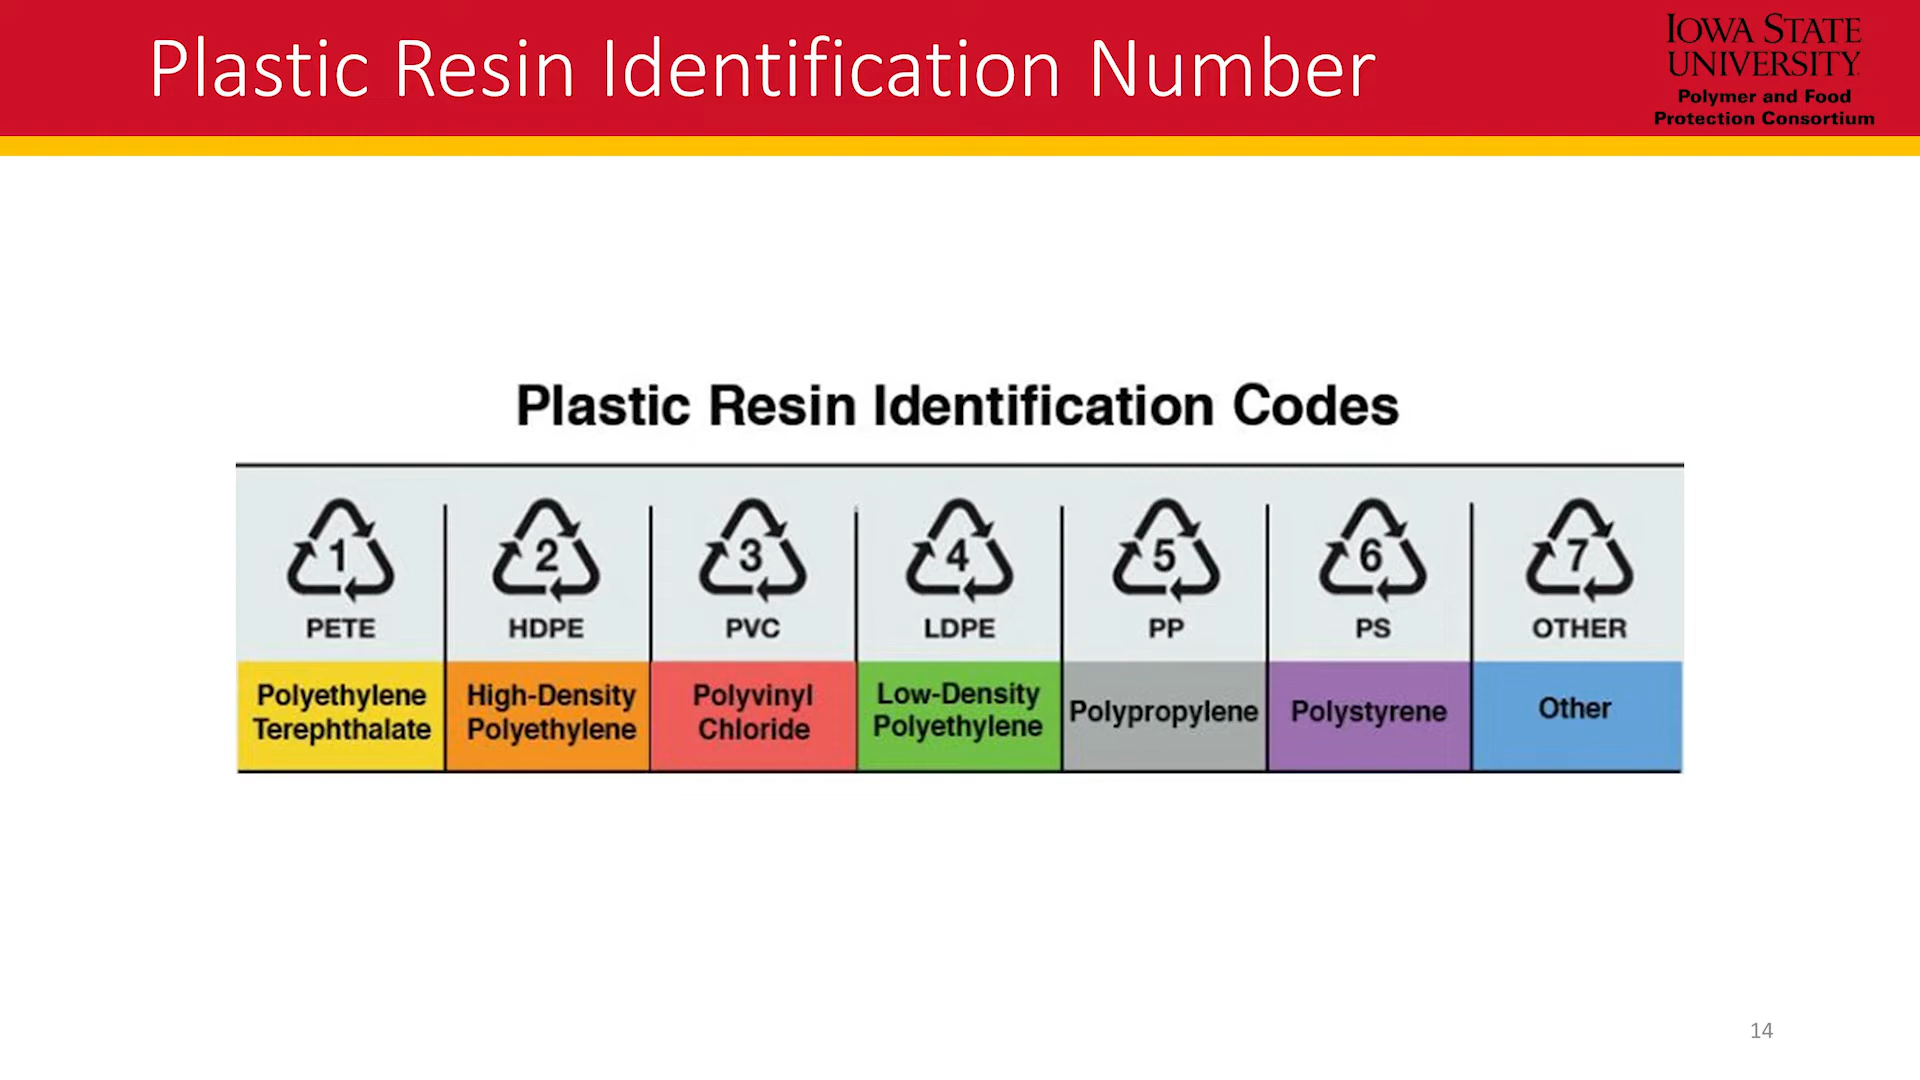 Plastic Resin Identification Number
IOWA STATE
UNIVERSITY
Polymer and Food
Protection Consortium
Plastic Resin Identification Codes
1 2 3 4 5 6 7
PETE HDPE PVC LDPE PP PS OTHER
Polyethylene
Terephthalate
High-Density
Polyethylene
Polyvinyl
Chloride
Low-Density
Polyethylene
Polypropylene
Polystyrene
Other
14